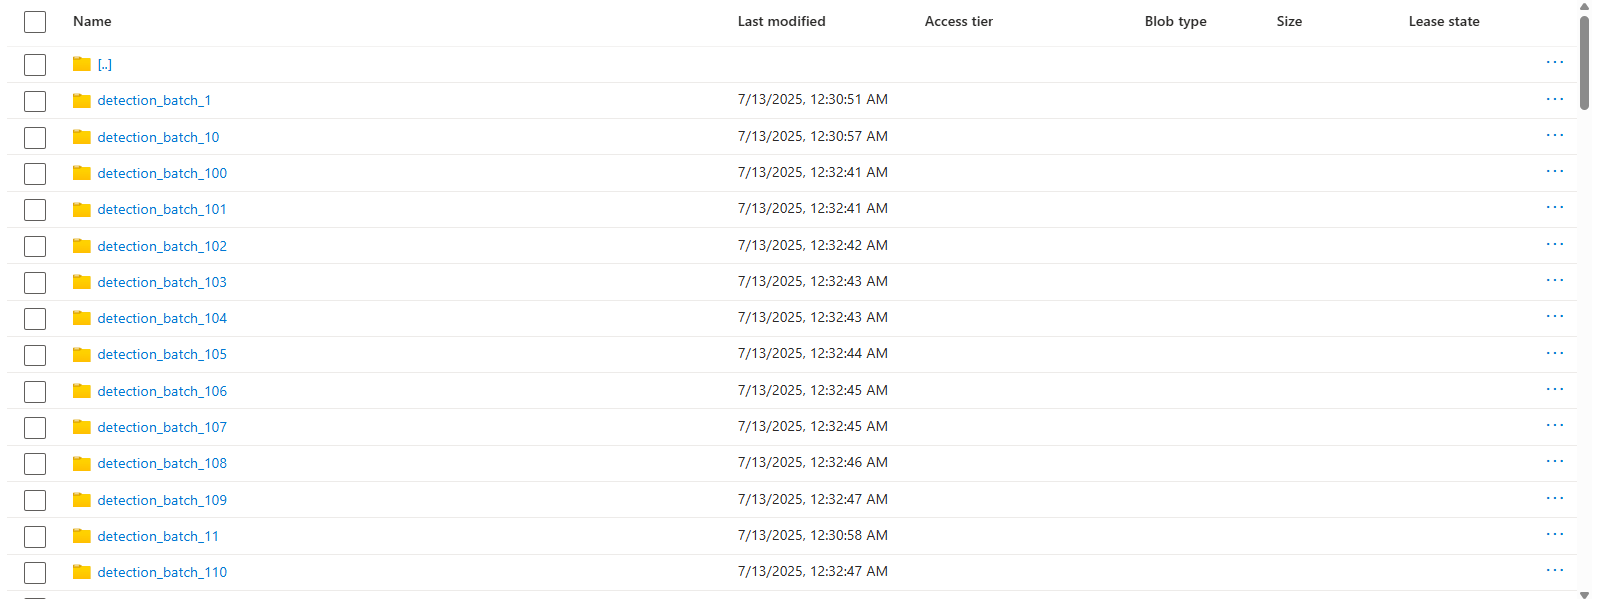 Name Last modified Access tier Blob type Size Lease state
[..] ...
detection_batch_1 7/13/2025, 12:30:51 AM ...
detection_batch_10 7/13/2025, 12:30:57 AM ...
detection_batch_100 7/13/2025, 12:32:41 AM ...
detection_batch_101 7/13/2025, 12:32:41 AM ...
detection_batch_102 7/13/2025, 12:32:42 AM ...
detection_batch_103 7/13/2025, 12:32:43 AM ...
detection_batch_104 7/13/2025, 12:32:43 AM ...
detection_batch_105 7/13/2025, 12:32:44 AM ...
detection_batch_106 7/13/2025, 12:32:45 AM ...
detection_batch_107 7/13/2025, 12:32:45 AM ...
detection_batch_108 7/13/2025, 12:32:46 AM ...
detection_batch_109 7/13/2025, 12:32:47 AM ...
detection_batch_11 7/13/2025, 12:30:58 AM ...
detection_batch_110 7/13/2025, 12:32:47 AM ...